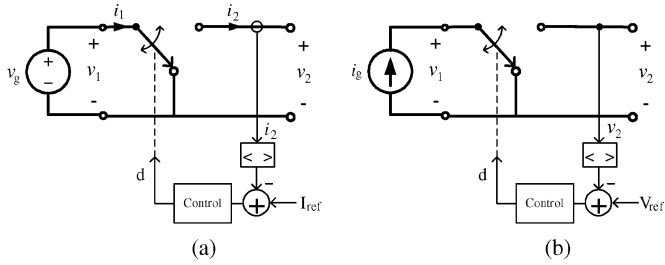 i1 i2
+ + +
vg v1 v2
− - -
i2
< >
d − 
Control + Iref
(a)
+ +
ig v1 v2
- -
v2
< >
d −
Control + Vref
(b)